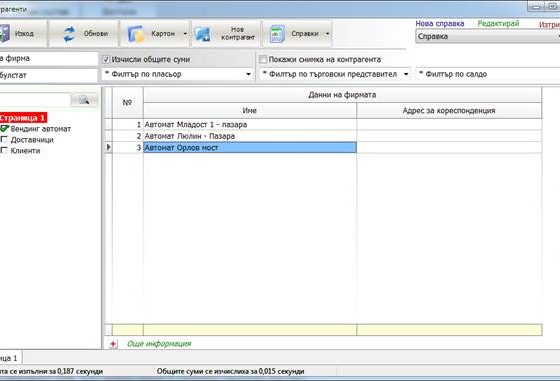 трагенти
Изход
Обнови
Картон
Нов контрагент
Справки
Нова справка
Редактирай
Изтри
Справка
а фирма
Изчисли общите суми
Покажи снимка на контрагента
булстат
* Филтър по пласьор
* Филтър по търговски представител
* Филтър по салдо
Страница 1
Вендинг автомат
Доставчици
Клиенти
№
Данни на фирмата
Име
Адрес за кореспонденция
1 Автомат Младост 1 - пазара
2 Автомат Люлин - Пазара
3 Автомат Орлов мост
Още информация
ица 1
та се изпълни за 0,187 секунди
Общите суми се изчислиха за 0,015 секунди